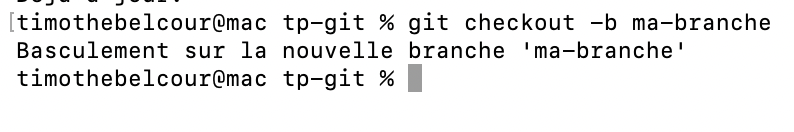 [timothebelcour@mac tp-git % git checkout -b ma-branche
Basculement sur la nouvelle branche 'ma-branche'
timothebelcour@mac tp-git %